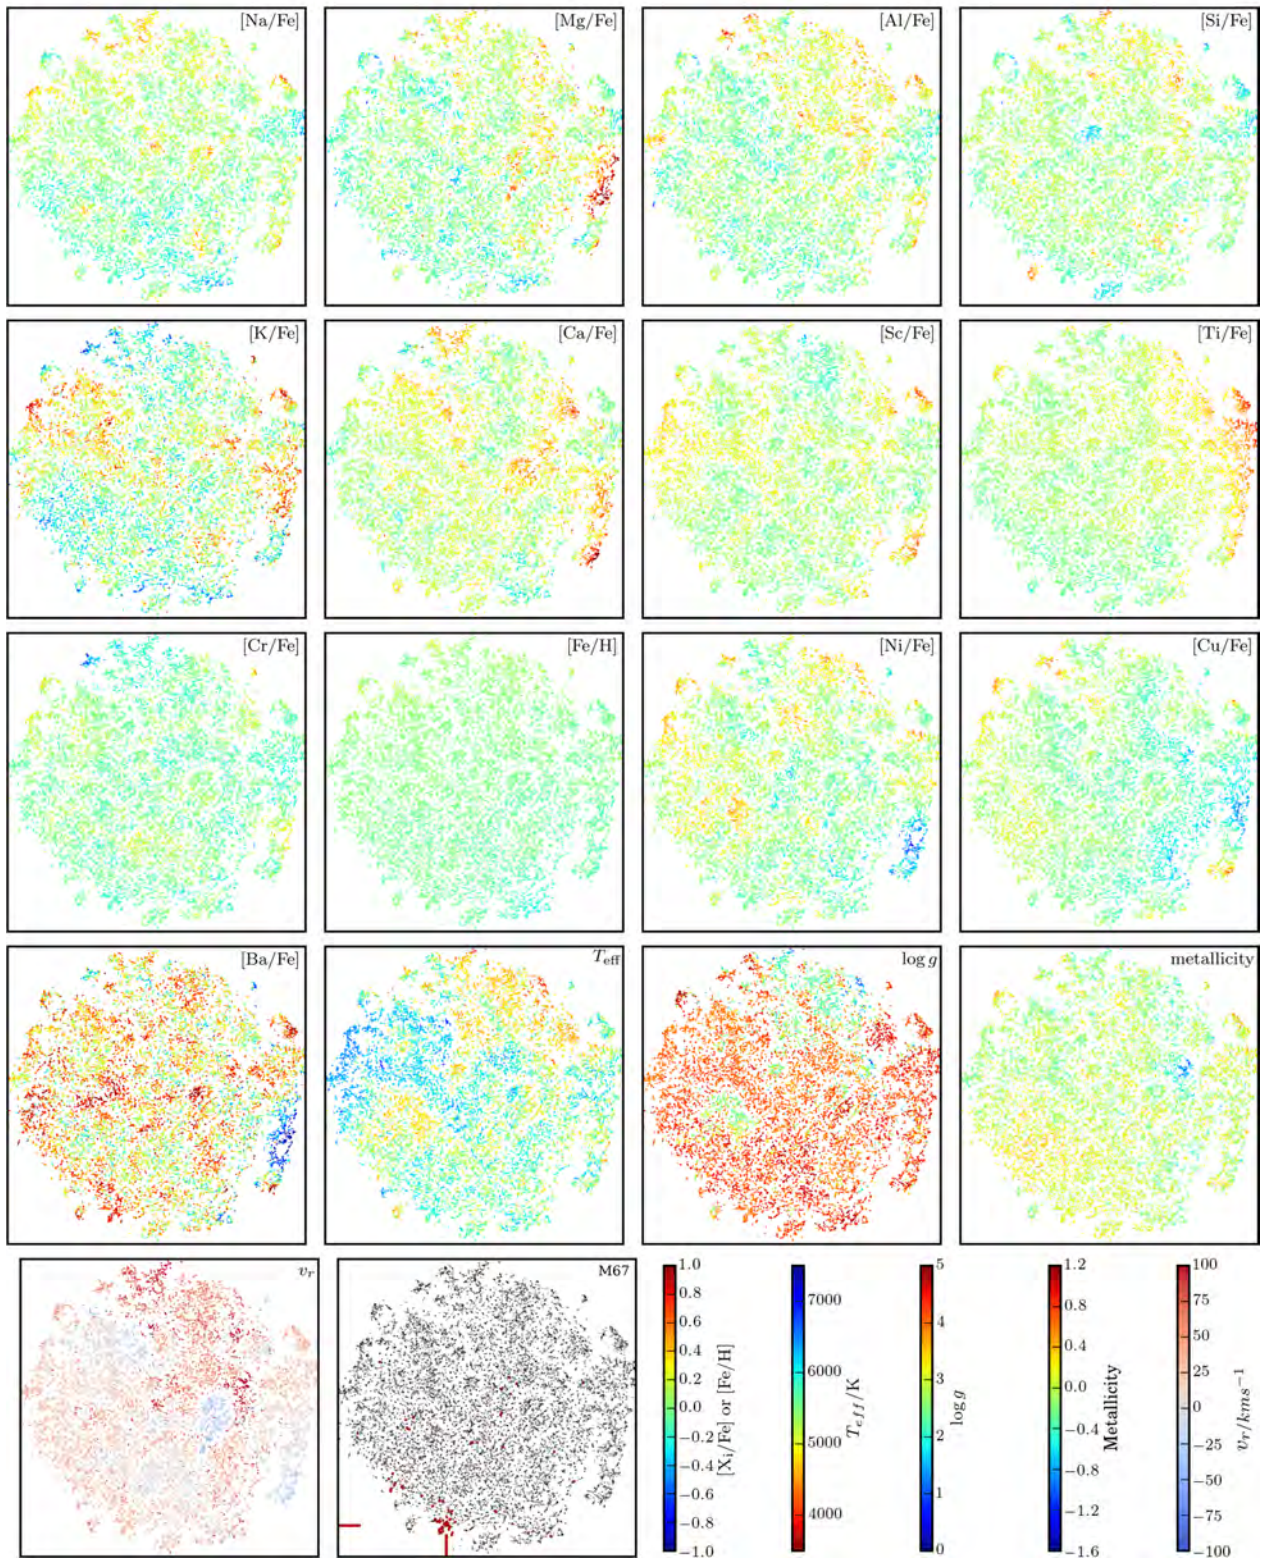 [Na/Fe]
[Mg/Fe]
[Al/Fe]
[Si/Fe]
[K/Fe]
[Ca/Fe]
[Sc/Fe]
[Ti/Fe]
[Cr/Fe]
[Fe/H]
[Ni/Fe]
[Cu/Fe]
[Ba/Fe]
T_eff
log g
metallicity
v_r
M67
1.0
0.8
0.6
0.4
0.2
0.0
−0.2
−0.4
−0.6
−0.8
−1.0
[X_i/Fe] or [Fe/H]
7000
6000
5000
4000
T_eff/K
5
4
3
2
1
0
log g
1.2
0.8
0.4
0.0
−0.4
−0.8
−1.2
−1.6
Metallicity
100
75
50
25
0
−25
−50
−75
−100
v_r/kms⁻¹